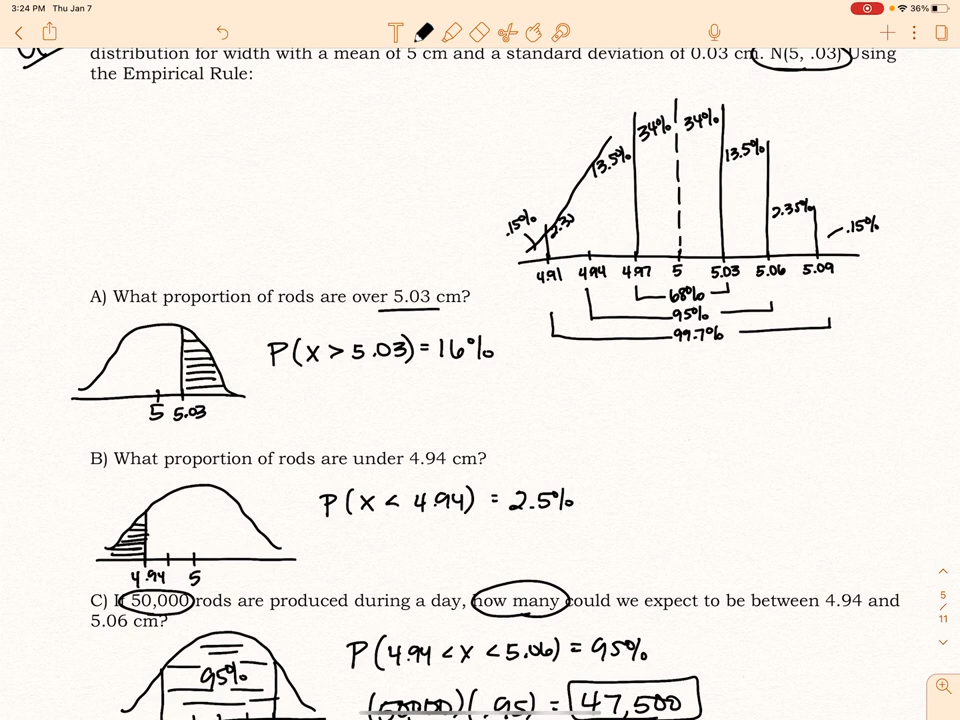 3:24 PM Thu Jan 7
36%
distribution for width with a mean of 5 cm and a standard deviation of 0.03 cm. N(5, .03) Using
the Empirical Rule:
34% 34%
13.5% 13.5%
2.35%
.15% .15%
4.91 4.94 4.97 5 5.03 5.06 5.09
68%
95%
99.7%
A) What proportion of rods are over 5.03 cm?
P(X > 5.03) = 16%
5 5.03
B) What proportion of rods are under 4.94 cm?
P(X < 4.94) = 2.5%
4.94 5
C) If 50,000 rods are produced during a day, how many could we expect to be between 4.94 and
5.06 cm?
P(4.94 < X < 5.06) = 95%
95%
(50,000)(.95) = 47,500
5
/
11